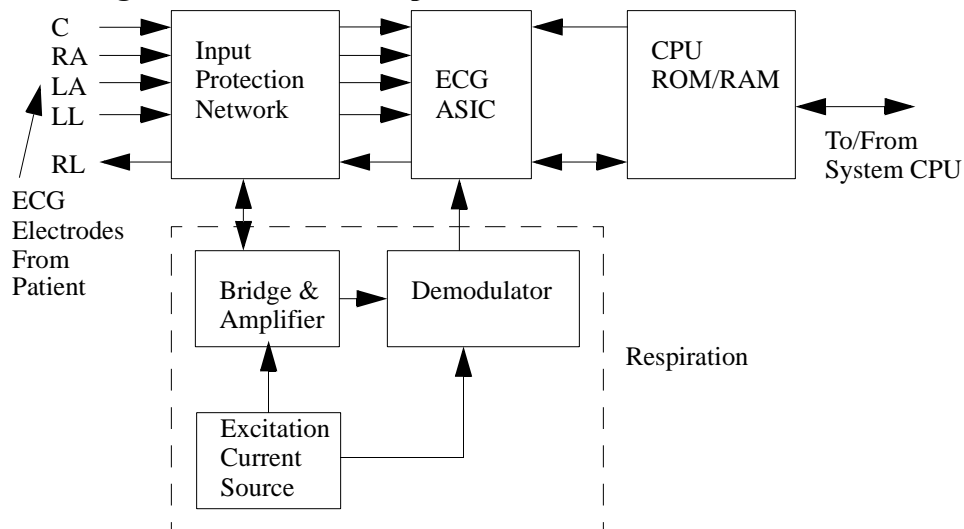 C
RA
LA
LL
RL
ECG
Electrodes
From
Patient
Input
Protection
Network
ECG
ASIC
CPU
ROM/RAM
To/From
System CPU
Bridge &
Amplifier
Demodulator
Respiration
Excitation
Current
Source